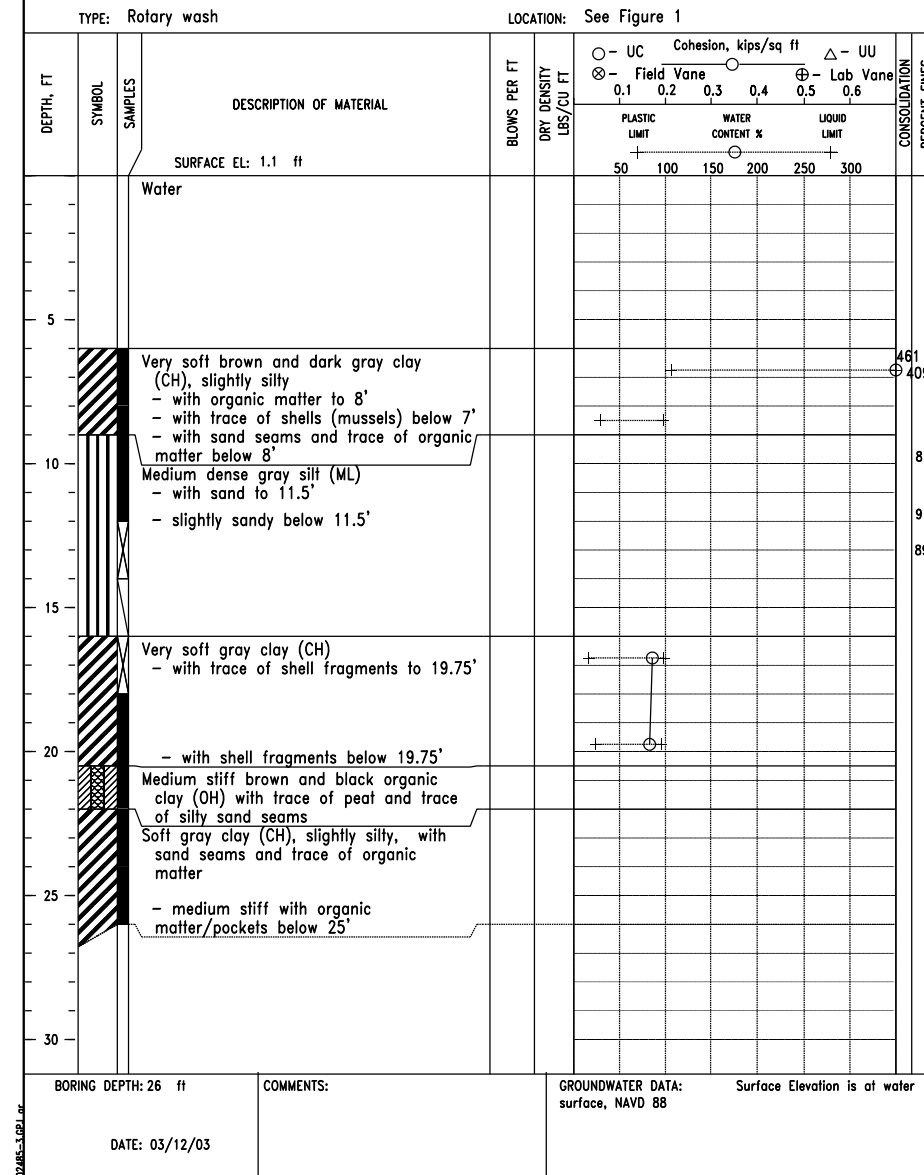 TYPE: Rotary wash
LOCATION: See Figure 1
DEPTH, FT
SYMBOL
SAMPLES
DESCRIPTION OF MATERIAL
SURFACE EL: 1.1 ft
BLOWS PER FT
DRY DENSITY
LBS/CU FT
- UC
Cohesion, kips/sq ft
- UU
- Field Vane
- Lab Vane
0.1 0.2 0.3 0.4 0.5 0.6
PLASTIC LIMIT
WATER CONTENT %
LIQUID LIMIT
50 100 150 200 250 300
CONSOLIDATION
Water
5
Very soft brown and dark gray clay
(CH), slightly silty
- with organic matter to 8'
- with trace of shells (mussels) below 7'
- with sand seams and trace of organic
matter below 8'
461
10
Medium dense gray silt (ML)
- with sand to 11.5'
- slightly sandy below 11.5'
15
Very soft gray clay (CH)
- with trace of shell fragments to 19.75'
20
- with shell fragments below 19.75'
Medium stiff brown and black organic
clay (OH) with trace of peat and trace
of silty sand seams
Soft gray clay (CH), slightly silty, with
sand seams and trace of organic
matter
25
- medium stiff with organic
matter/pockets below 25'
30
BORING DEPTH: 26 ft
COMMENTS:
GROUNDWATER DATA: Surface Elevation is at water
surface, NAVD 88
DATE: 03/12/03